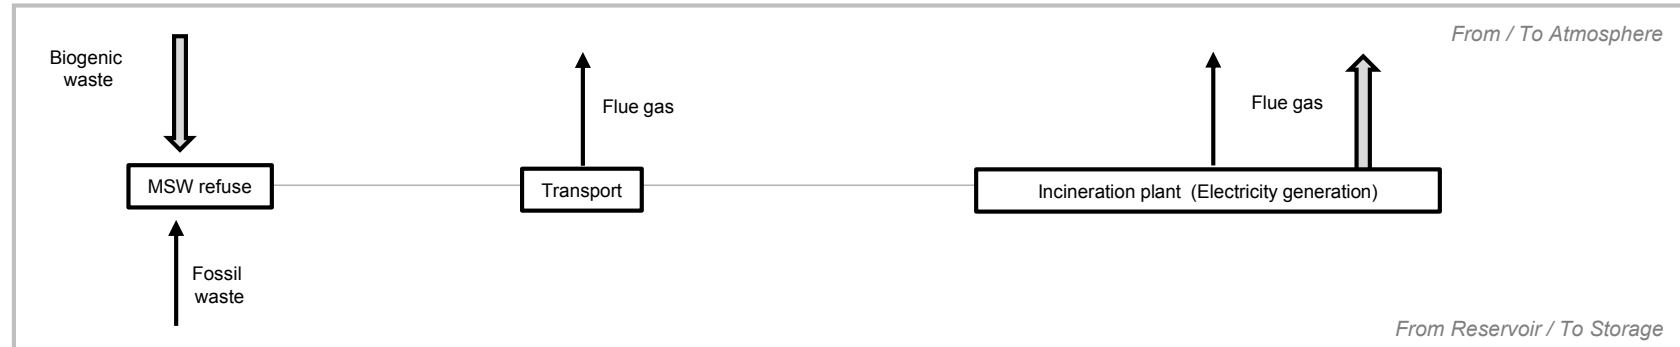 From / To Atmosphere
Biogenic
waste
Flue gas
Flue gas
MSW refuse
Transport
Incineration plant (Electricity generation)
Fossil
waste
From Reservoir / To Storage